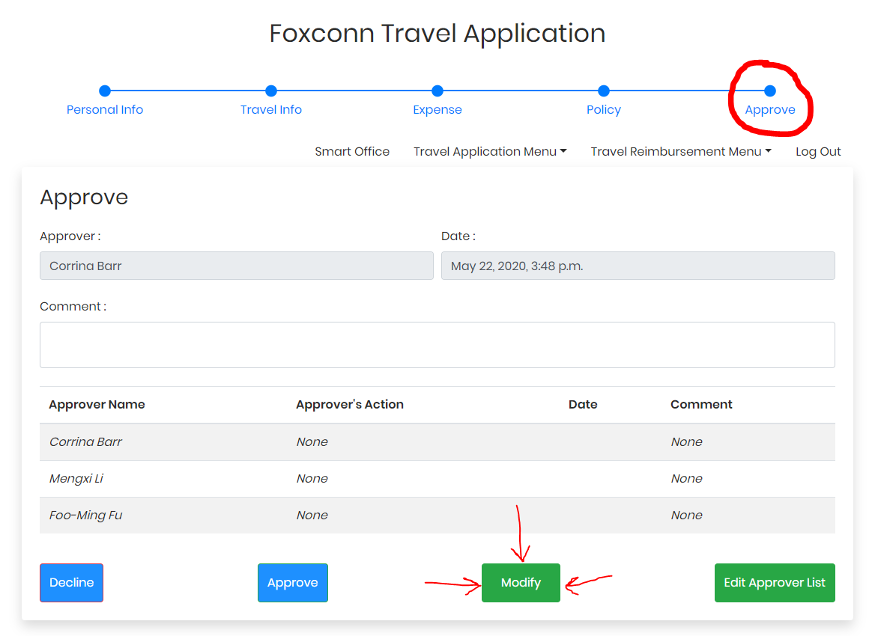 Foxconn Travel Application
Personal Info Travel Info Expense Policy Approve
Smart Office Travel Application Menu Travel Reimbursement Menu Log Out
Approve
Approver : Date :
Corrina Barr May 22, 2020, 3:48 p.m.
Comment :
Approver Name Approver's Action Date Comment
Corrina Barr None None
Mengxi Li None None
Foo-Ming Fu None None
Decline Approve Modify Edit Approver List